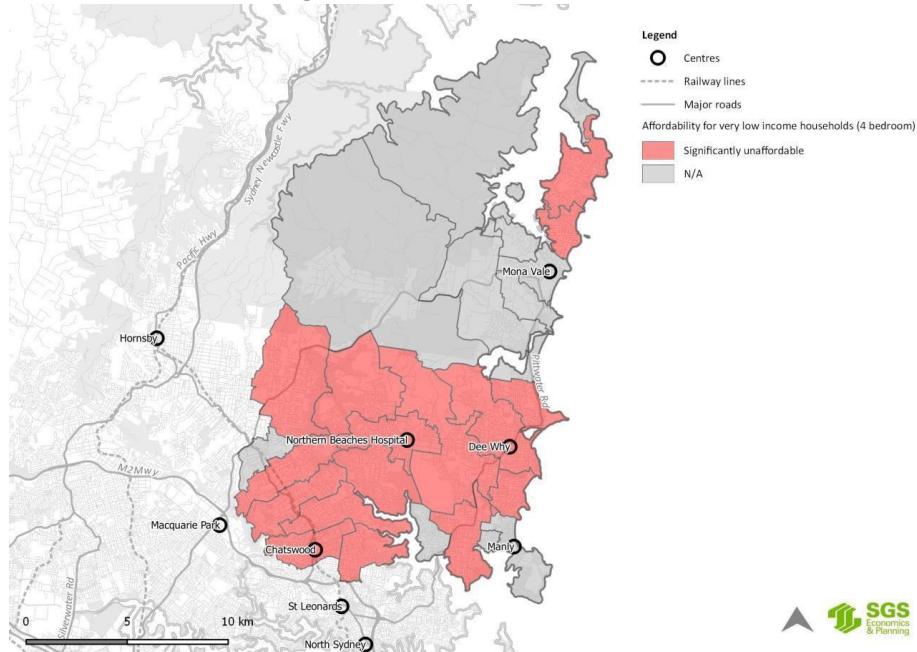 Legend
Centres
Railway lines
Major roads
Affordability for very low income households (4 bedroom)
Significantly unaffordable
N/A
Sydney Newcastle Fwy
Pacific Hwy
Mona Vale
Hornsby
Pittwater Rd
Northern Beaches Hospital
Dee Why
M2Mwy
Macquarie Park
Chatswood
Manly
Silverwater Rd
St Leonards
North Sydney
0 5 10 km
SGS
Economics
& Planning